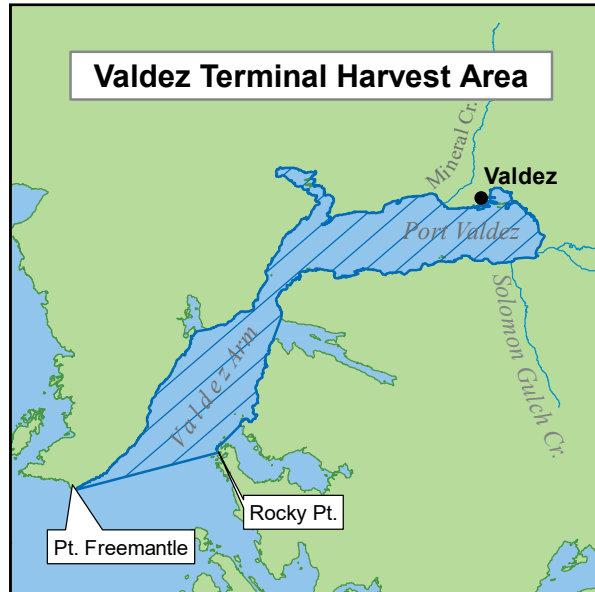 Valdez Terminal Harvest Area
Mineral Cr.
Valdez
Port Valdez
Solomon Gulch Cr.
Valdez Arm
Rocky Pt.
Pt. Freemantle